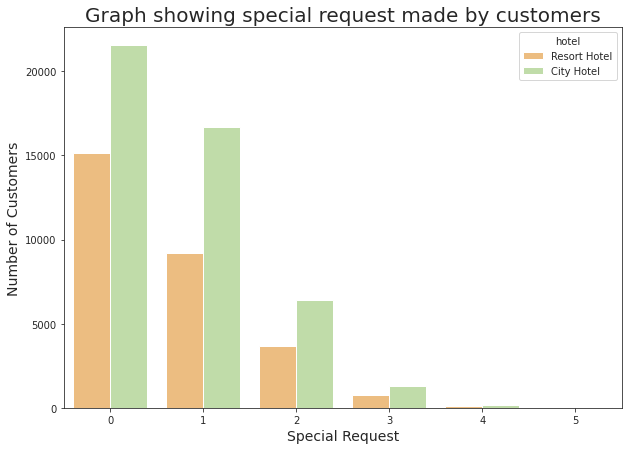 Graph showing special request made by customers
hotel
Resort Hotel
City Hotel
Number of Customers
20000
15000
10000
5000
0
0 1 2 3 4 5
Special Request